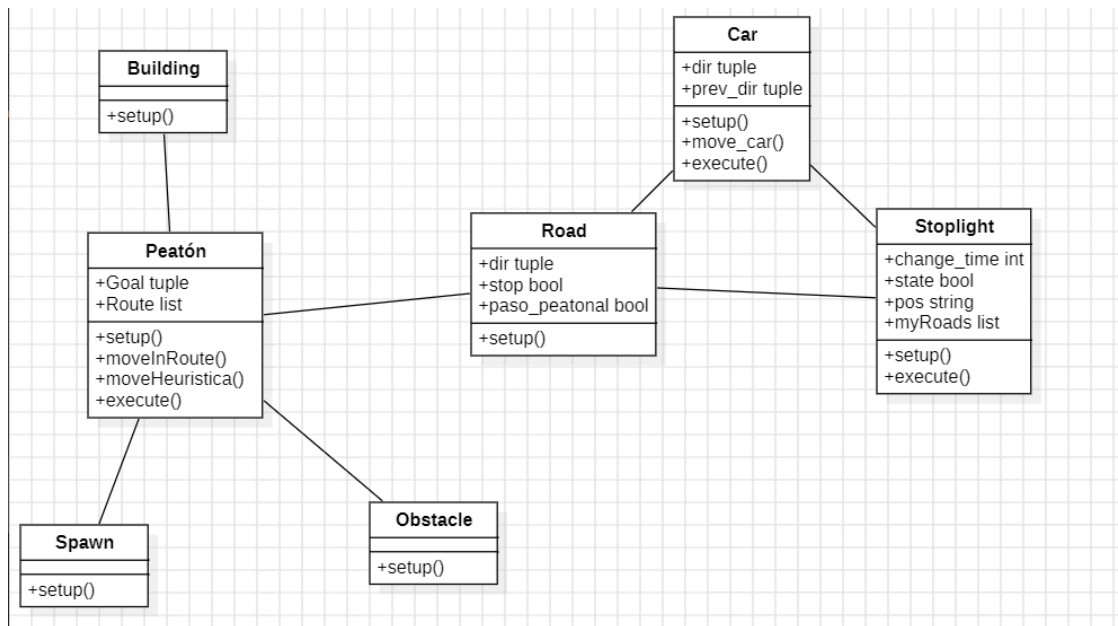 Building
+setup()
Car
+dir tuple
+prev_dir tuple
+setup()
+move_car()
+execute()
Peatón
+Goal tuple
+Route list
+setup()
+moveInRoute()
+moveHeuristica()
+execute()
Road
+dir tuple
+stop bool
+paso_peatonal bool
+setup()
Stoplight
+change_time int
+state bool
+pos string
+myRoads list
+setup()
+execute()
Spawn
+setup()
Obstacle
+setup()